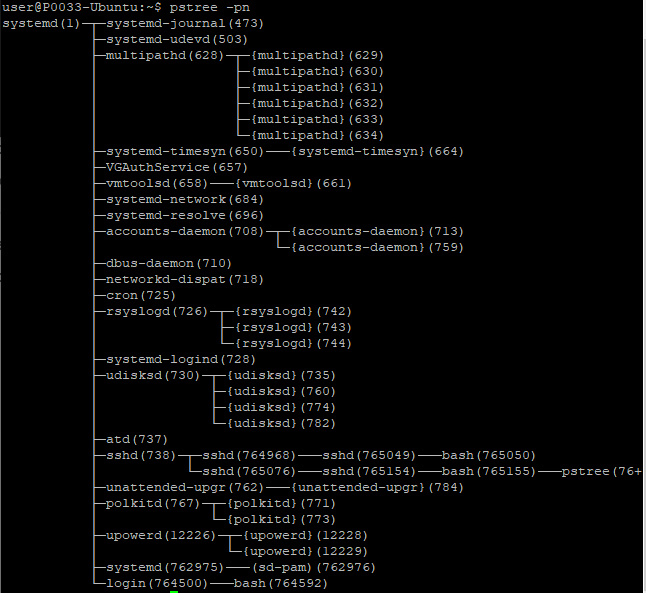 user@P0033-Ubuntu:~$ pstree -pn
systemd(1)─┬─systemd-journal(473)
           ├─systemd-udevd(503)
           ├─multipathd(628)─┬─{multipathd}(629)
           │                 ├─{multipathd}(630)
           │                 ├─{multipathd}(631)
           │                 ├─{multipathd}(632)
           │                 ├─{multipathd}(633)
           │                 └─{multipathd}(634)
           ├─systemd-timesyn(650)───{systemd-timesyn}(664)
           ├─VGAuthService(657)
           ├─vmtoolsd(658)───{vmtoolsd}(661)
           ├─systemd-network(684)
           ├─systemd-resolve(696)
           ├─accounts-daemon(708)─┬─{accounts-daemon}(713)
           │                      └─{accounts-daemon}(759)
           ├─dbus-daemon(710)
           ├─networkd-dispat(718)
           ├─cron(725)
           ├─rsyslogd(726)─┬─{rsyslogd}(742)
           │               ├─{rsyslogd}(743)
           │               └─{rsyslogd}(744)
           ├─systemd-logind(728)
           ├─udisksd(730)─┬─{udisksd}(735)
           │              ├─{udisksd}(760)
           │              ├─{udisksd}(774)
           │              └─{udisksd}(782)
           ├─atd(737)
           ├─sshd(738)─┬─sshd(764968)───sshd(765049)───bash(765050)
           │           └─sshd(765076)───sshd(765154)───bash(765155)───pstree(76+
           ├─unattended-upgr(762)───{unattended-upgr}(784)
           ├─polkitd(767)─┬─{polkitd}(771)
           │              └─{polkitd}(773)
           ├─upowerd(12226)─┬─{upowerd}(12228)
           │                └─{upowerd}(12229)
           ├─systemd(762975)───(sd-pam)(762976)
           └─login(764500)───bash(764592)